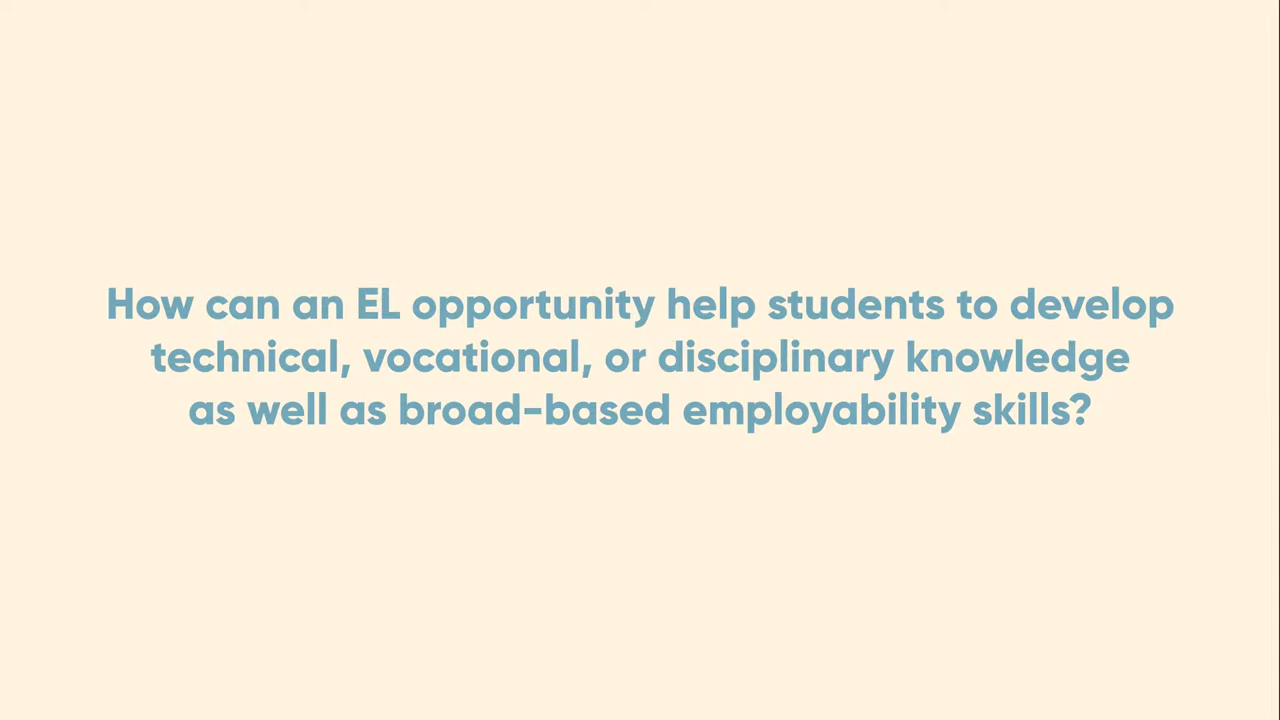 How can an EL opportunity help students to develop
technical, vocational, or disciplinary knowledge
as well as broad-based employability skills?